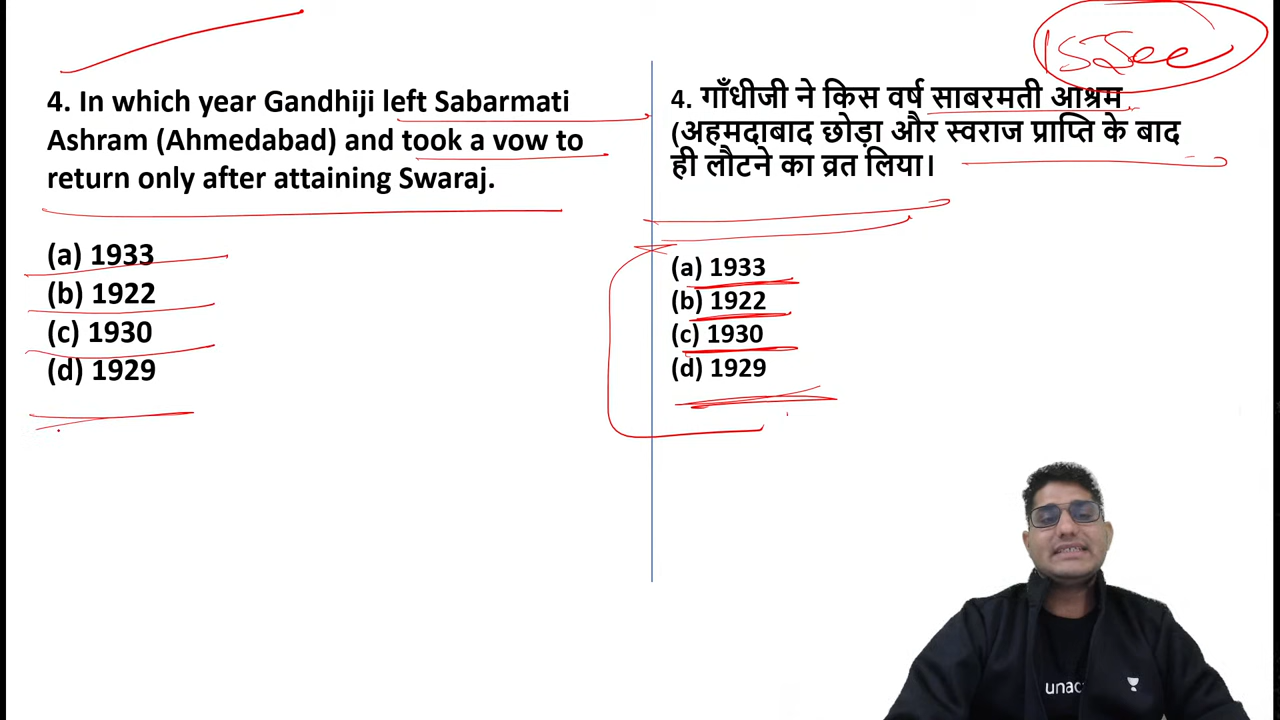 4. In which year Gandhiji left Sabarmati
Ashram (Ahmedabad) and took a vow to
return only after attaining Swaraj.
(a) 1933
(b) 1922
(c) 1930
(d) 1929
4. गाँधीजी ने किस वर्ष साबरमती आश्रम
(अहमदाबाद छोड़ा और स्वराज प्राप्ति के बाद
ही लौटने का व्रत लिया।
(a) 1933
(b) 1922
(c) 1930
(d) 1929